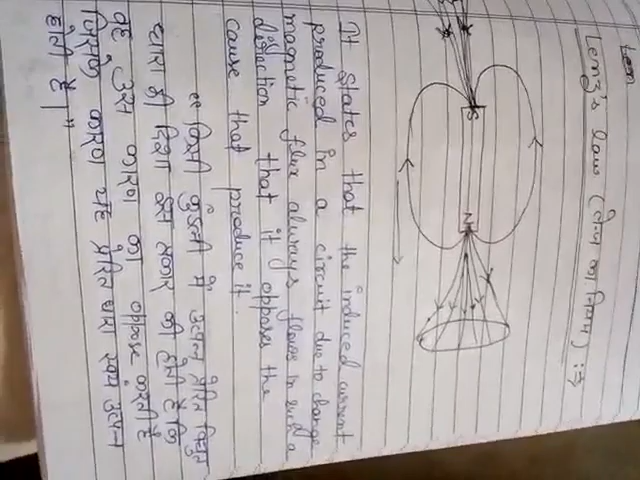 Lem
Lenz's law (लेन्ज का नियम) :⇒
S
N
It states that the induced current
produced in a circuit due to change
magnetic flux always flows in such a
direction that it opposes the
cause that produce it.
"किसी कुंडली में उत्पन्न प्रेरित विद्युत
धारा की दिशा इस प्रकार की होती है कि
वह उस कारण का oppose करती है
जिसके कारण यह प्रेरित धारा स्वयं उत्पन्न
होती है।"